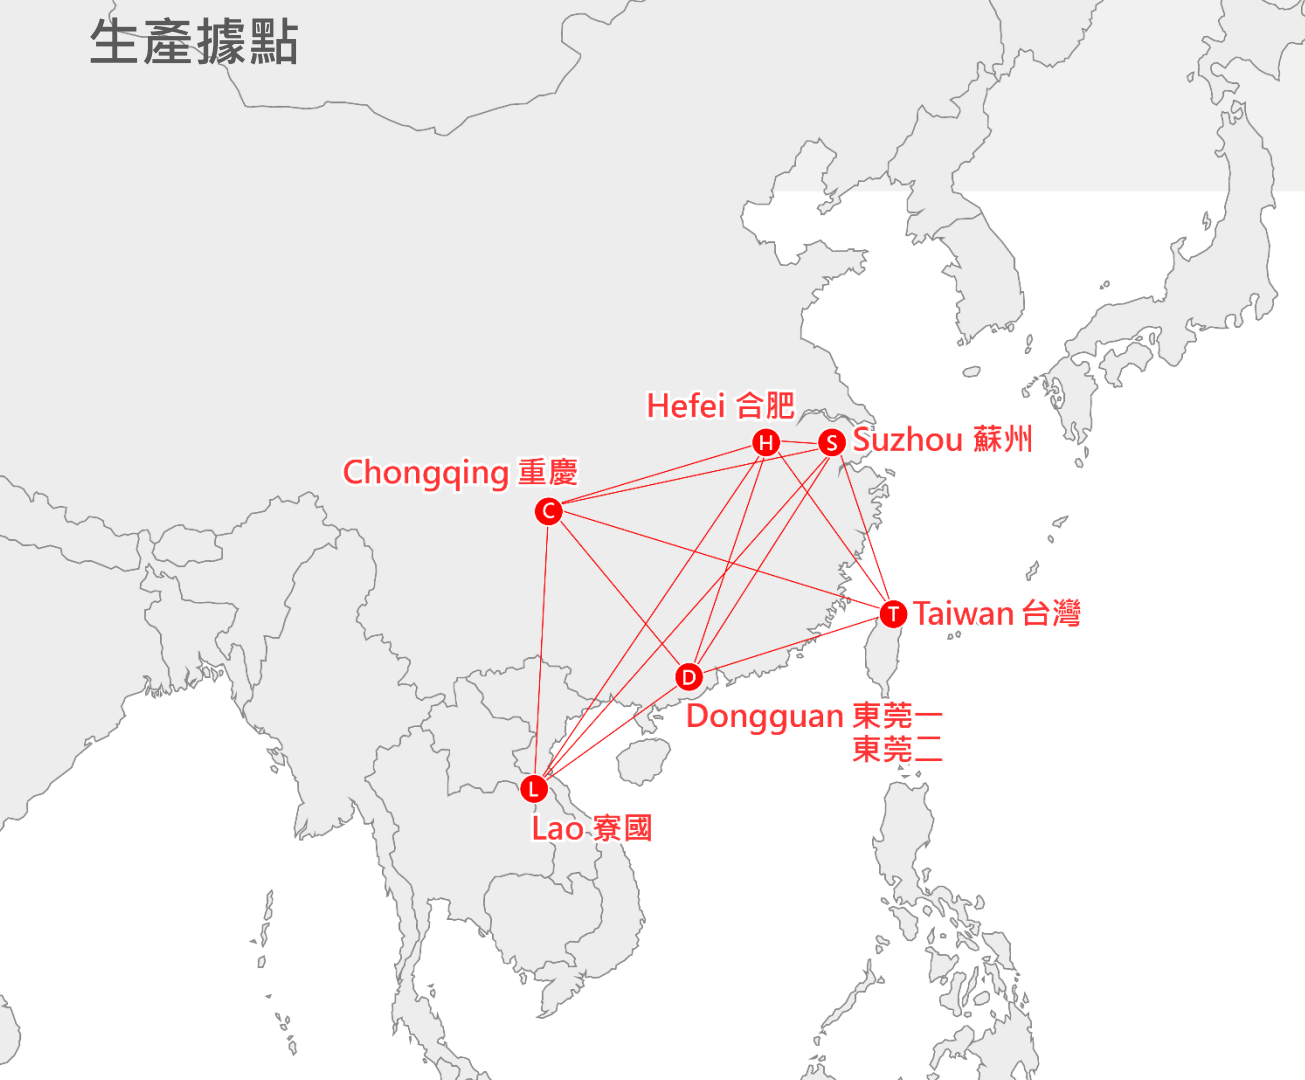 生產據點
Hefei 合肥
H
S
Suzhou 蘇州
Chongqing 重慶
C
T
Taiwan 台灣
D
Dongguan 東莞一
東莞二
L
Lao 寮國